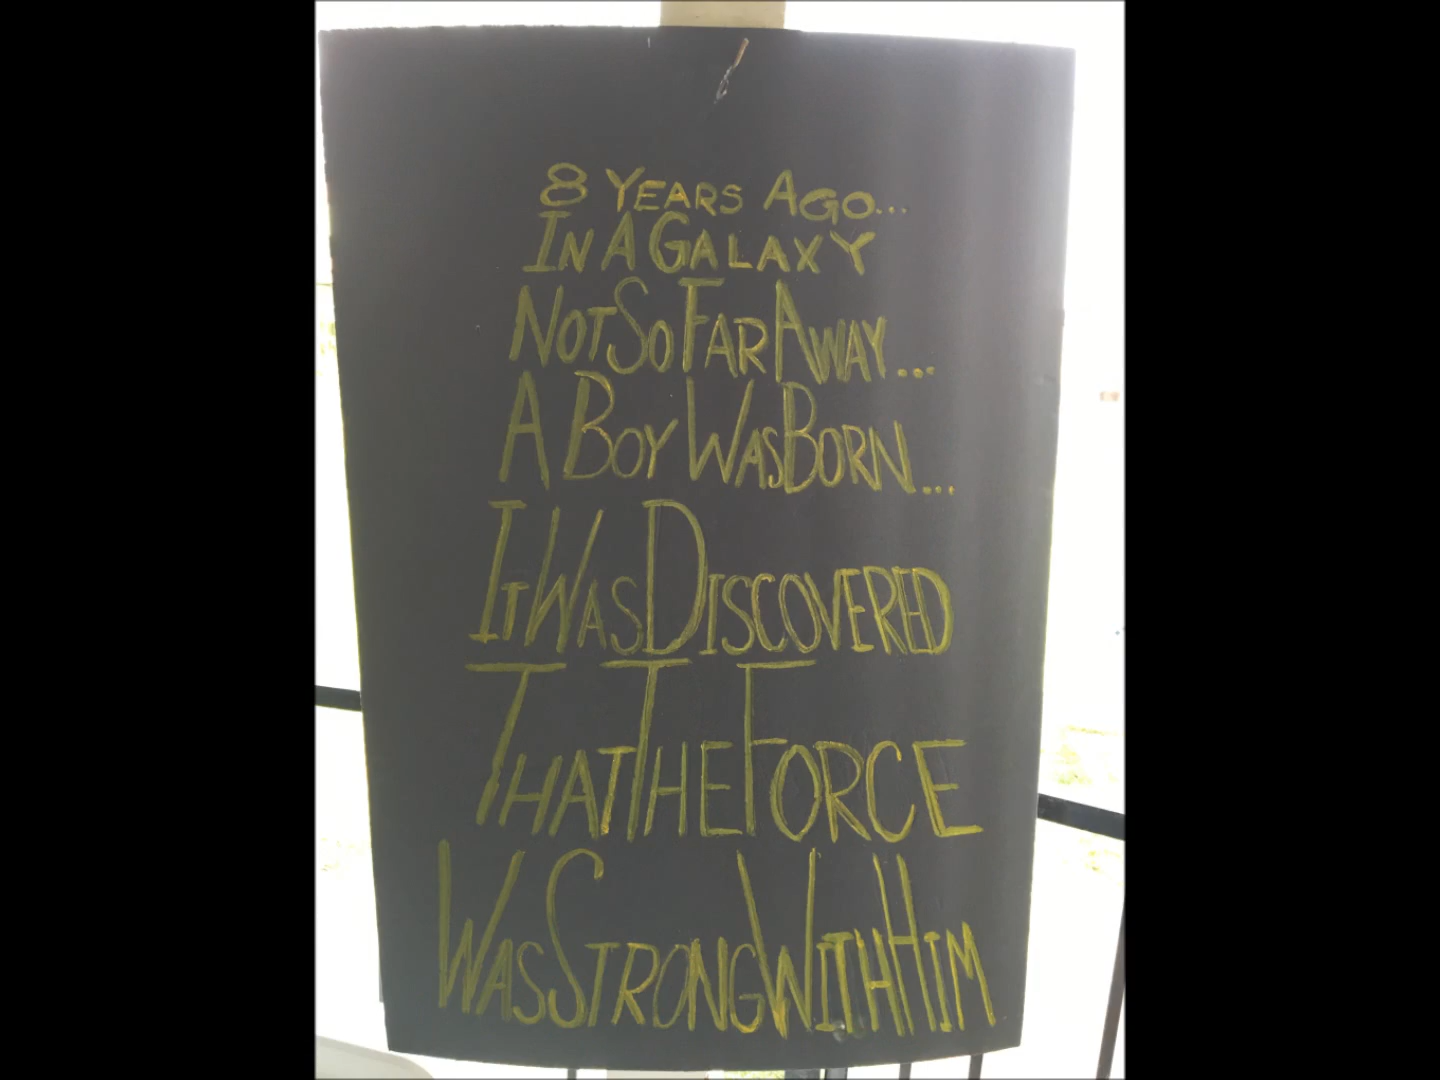 8 YEARS AGO...
IN A GALAXY
NOT SO FAR AWAY...
A BOY WAS BORN...
IT WAS DISCOVERED
THAT THE FORCE
WAS STRONG WITH HIM